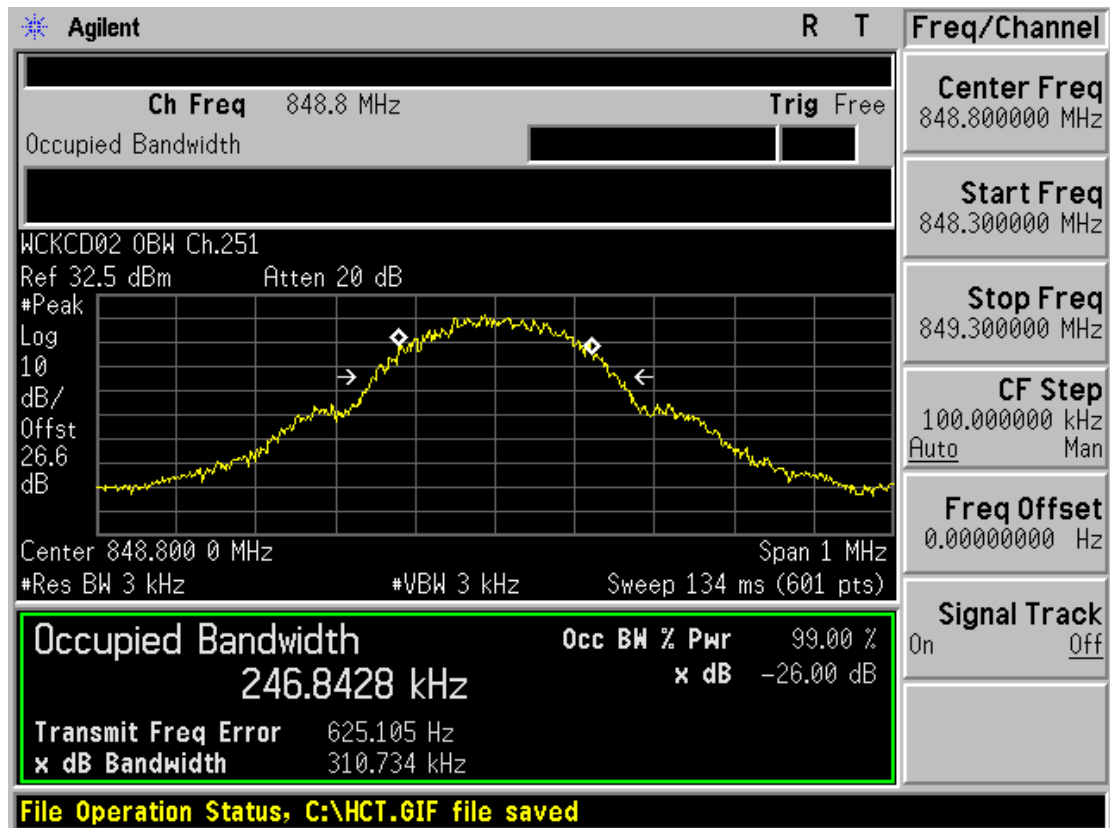 Agilent R T
Ch Freq 848.8 MHz Trig Free
Occupied Bandwidth
WCKCD02 OBW Ch.251
Ref 32.5 dBm Atten 20 dB
#Peak
Log
10
dB/
Offst
26.6
dB
Center 848.800 0 MHz Span 1 MHz
#Res BW 3 kHz #VBW 3 kHz Sweep 134 ms (601 pts)
Occupied Bandwidth Occ BW % Pwr 99.00 %
246.8428 kHz x dB -26.00 dB
Transmit Freq Error 625.105 Hz
x dB Bandwidth 310.734 kHz
File Operation Status, C:\HCT.GIF file saved
Freq/Channel
Center Freq
848.800000 MHz
Start Freq
848.300000 MHz
Stop Freq
849.300000 MHz
CF Step
100.000000 kHz
Auto Man
Freq Offset
0.00000000 Hz
Signal Track
On Off